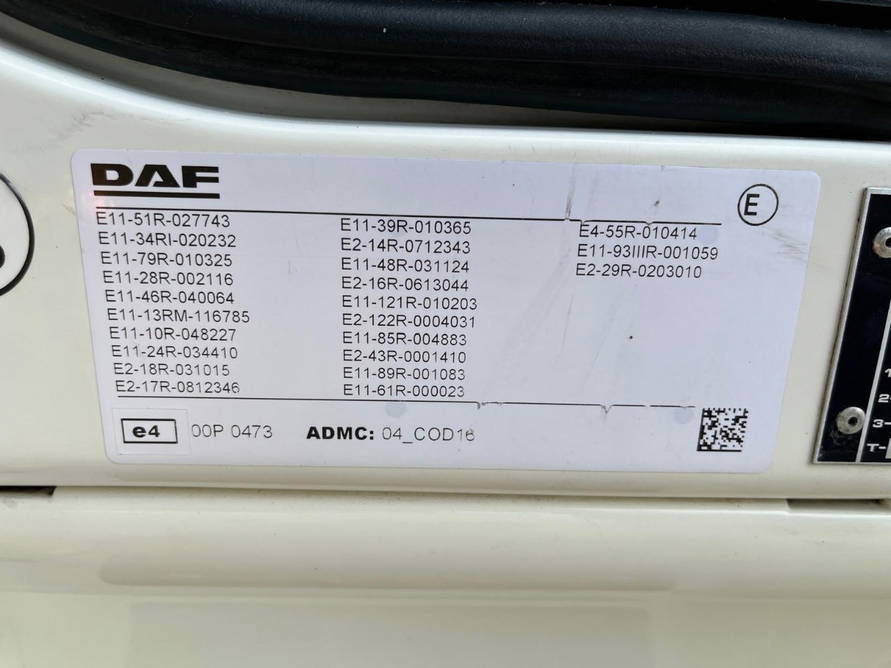 DAF
E
E11-51R-027743
E11-34RI-020232
E11-79R-010325
E11-28R-002116
E11-46R-040064
E11-13RM-116785
E11-10R-048227
E11-24R-034410
E2-18R-031015
E2-17R-0812346
E11-39R-010365
E2-14R-0712343
E11-48R-031124
E2-16R-0613044
E11-121R-010203
E2-122R-0004031
E11-85R-004883
E2-43R-0001410
E11-89R-001083
E11-61R-000023
E4-55R-010414
E11-93IIIR-001059
E2-29R-0203010
e4 00P 0473 ADMC: 04_COD16
1
2-
3-
T-